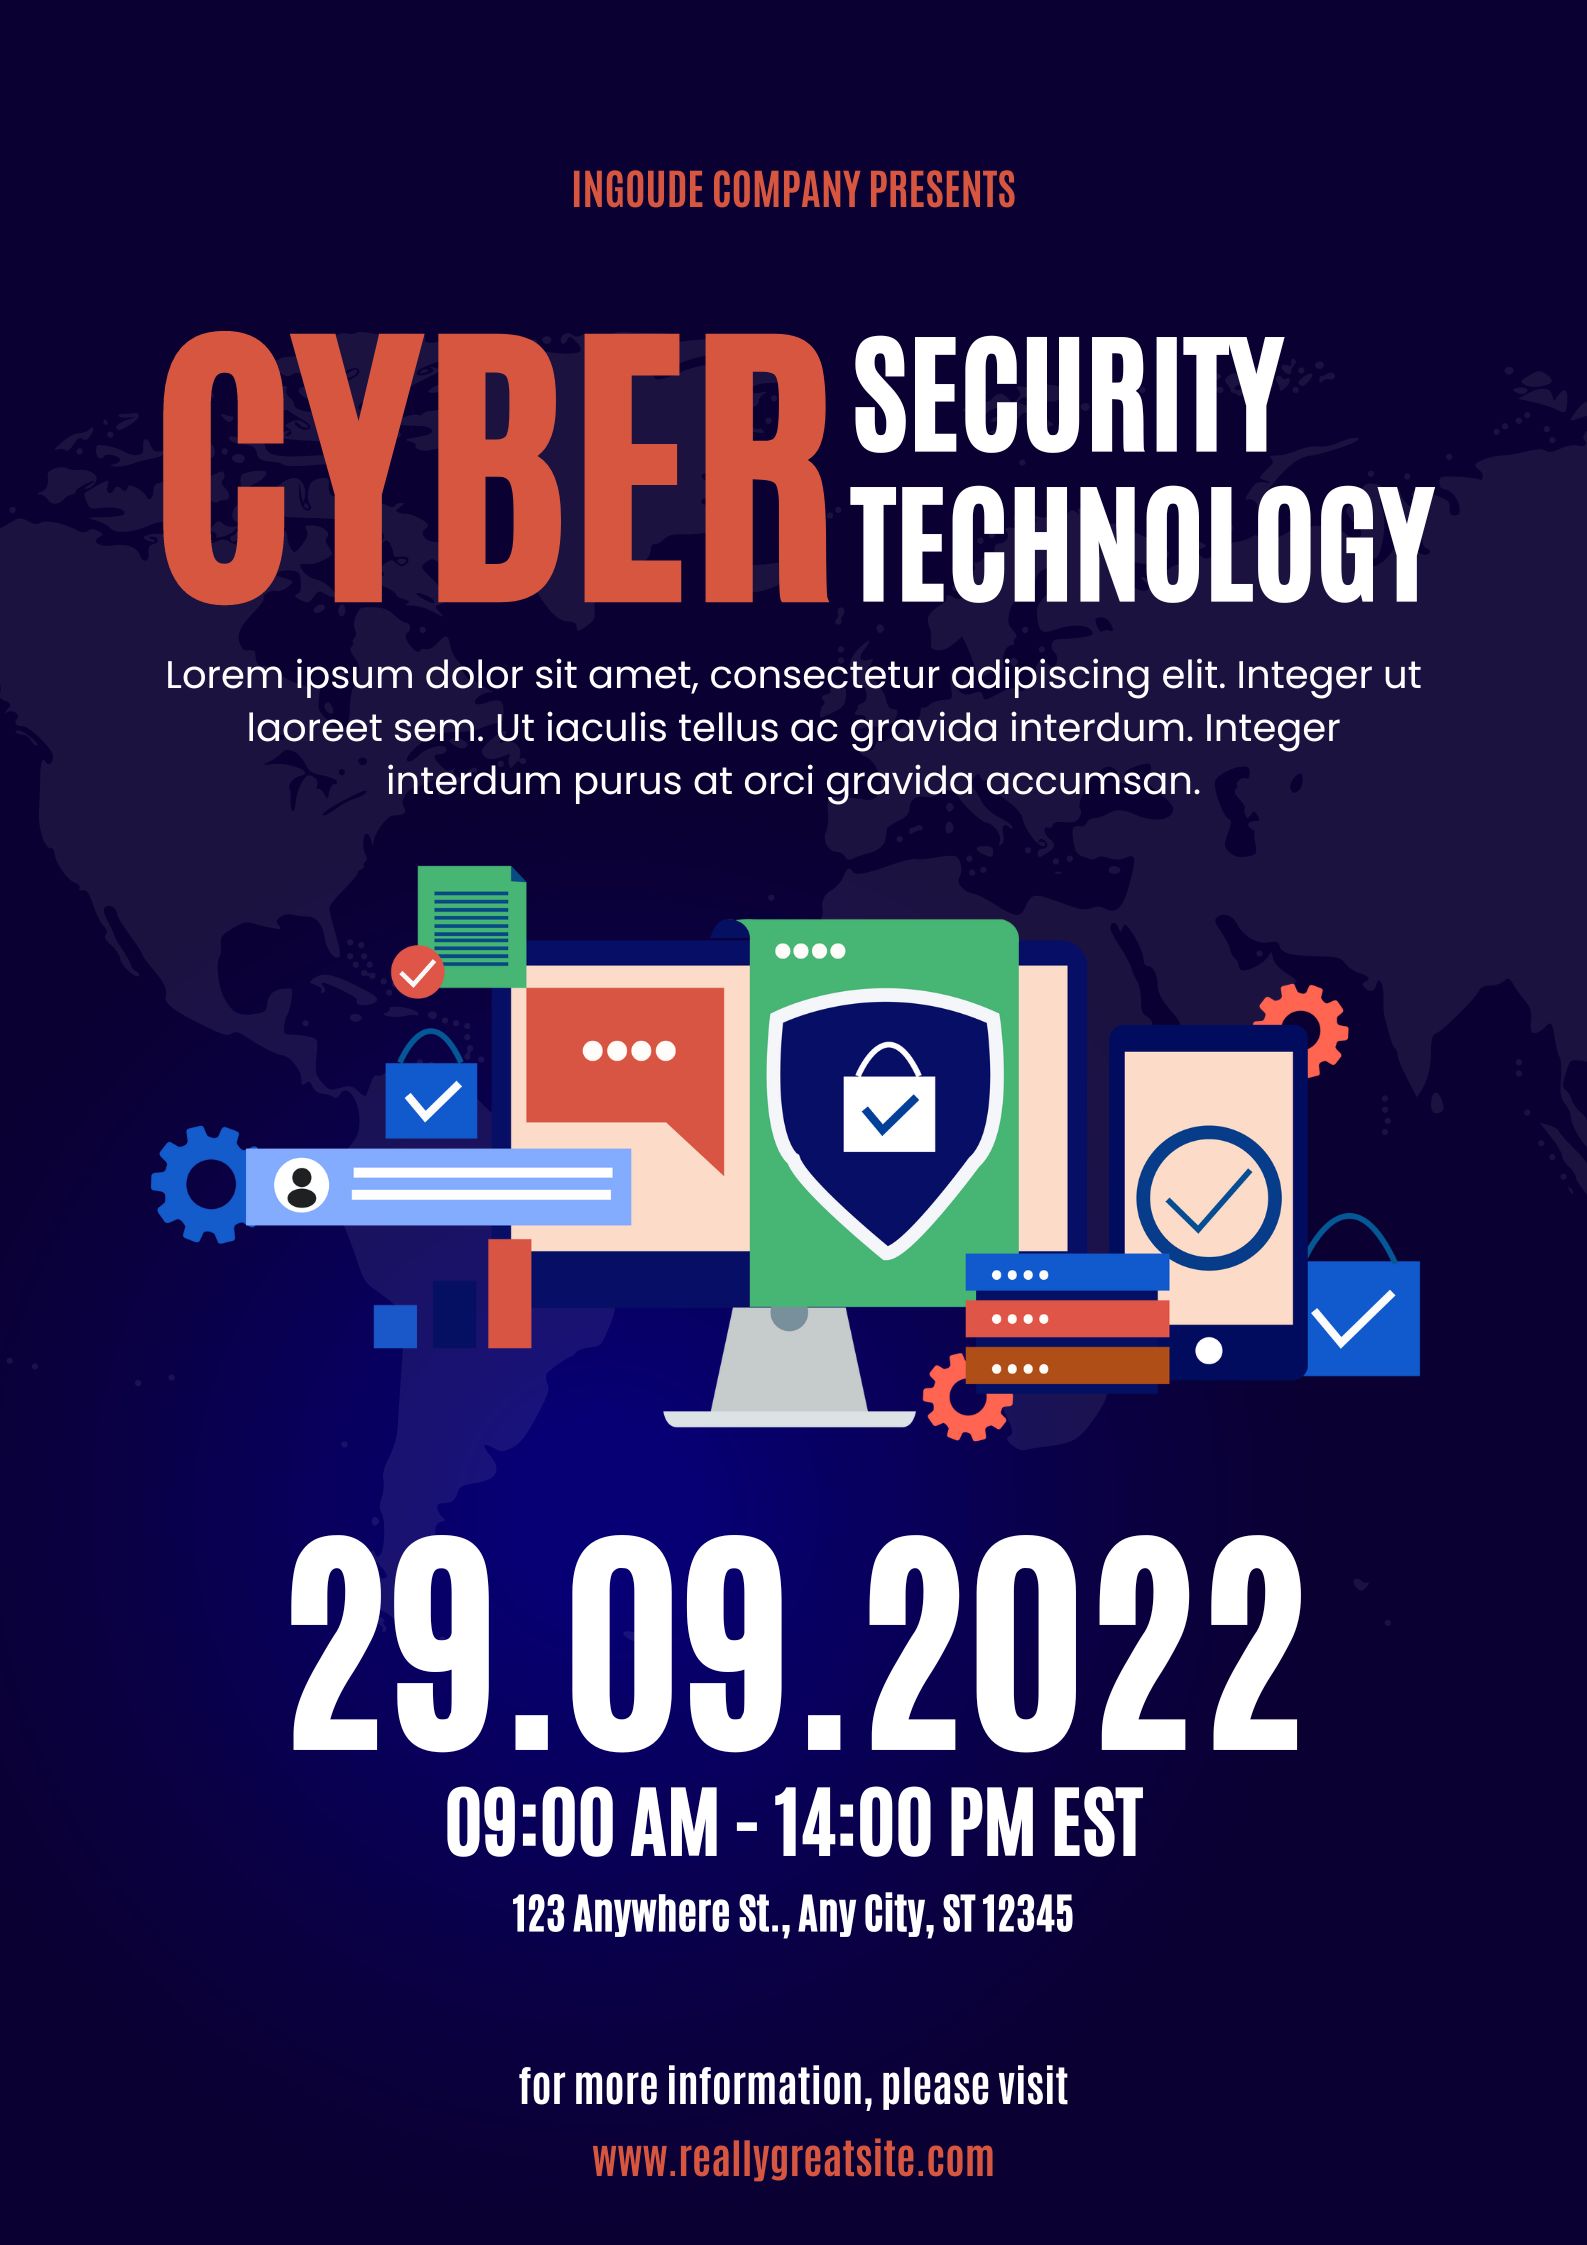 INGOUDE COMPANY PRESENTS
CYBER
SECURITY
TECHNOLOGY
Lorem ipsum dolor sit amet, consectetur adipiscing elit. Integer ut
laoreet sem. Ut iaculis tellus ac gravida interdum. Integer
interdum purus at orci gravida accumsan.
29.09.2022
09:00 AM - 14:00 PM EST
123 Anywhere St., Any City, ST 12345
for more information, please visit
www.reallygreatsite.com